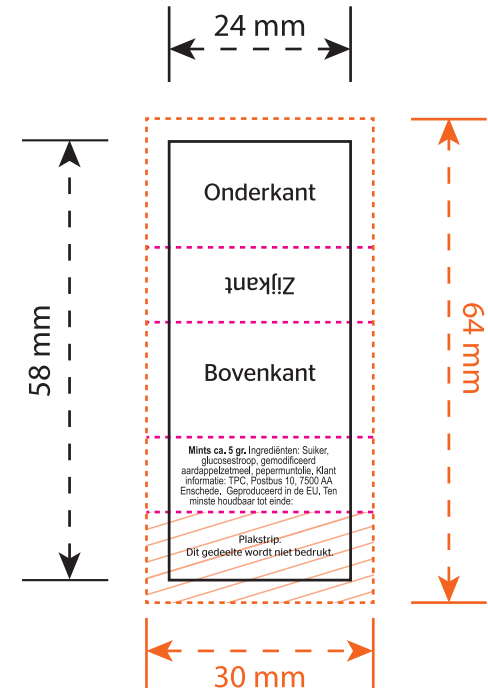 24 mm
58 mm
64 mm
Onderkant
Zijkant
Bovenkant
Mints ca. 5 gr. Ingrediënten: Suiker,
glucosestroop, gemodificeerd
aardappelzetmeel, pepermuntolie, Klant
informatie: TPC, Postbus 10, 7500 AA
Enschede. Geproduceerd in de EU. Ten
minste houdbaar tot einde:
Plakstrip.
Dit gedeelte wordt niet bedrukt.
30 mm